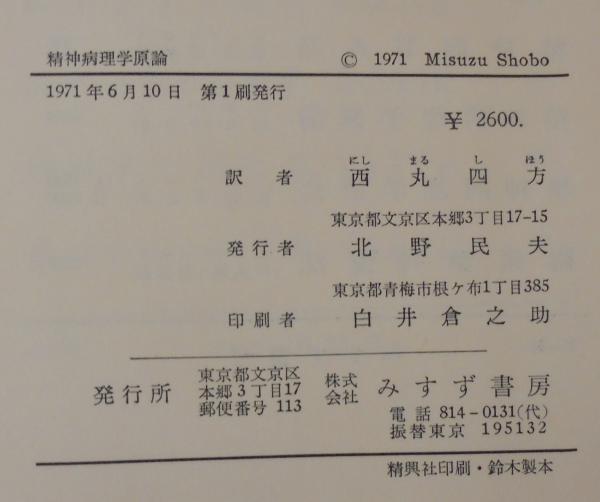 精神病理学原論 © 1971 Misuzu Shobo
1971年6月10日 第1刷発行
¥ 2600.
にし まる し ほう
訳者 西丸四方
東京都文京区本郷3丁目17-15
発行者 北野民夫
東京都青梅市根ケ布1丁目385
印刷者 白井倉之助
発行所
東京都文京区
本郷3丁目17
郵便番号 113
株式会社 みすず書房
電話 814-0131(代)
振替東京 195132
精興社印刷・鈴木製本